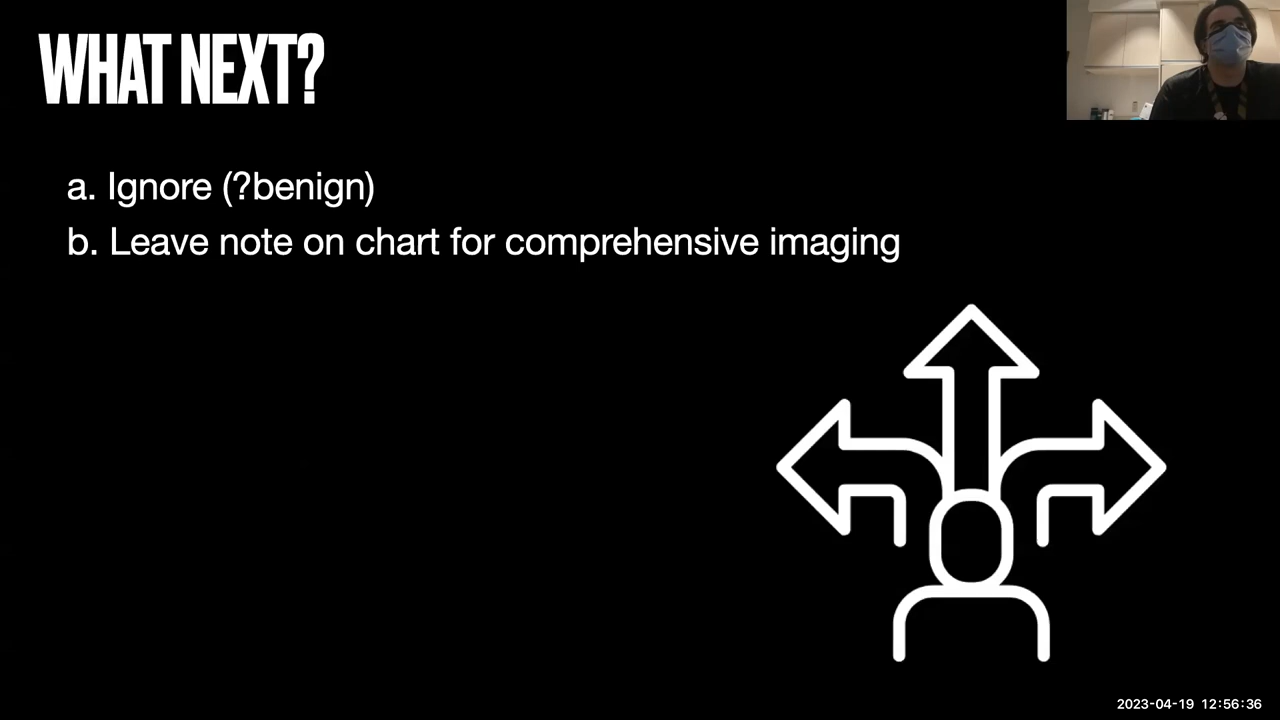 WHAT NEXT?
a. Ignore (?benign)
b. Leave note on chart for comprehensive imaging
2023-04-19 12:56:36